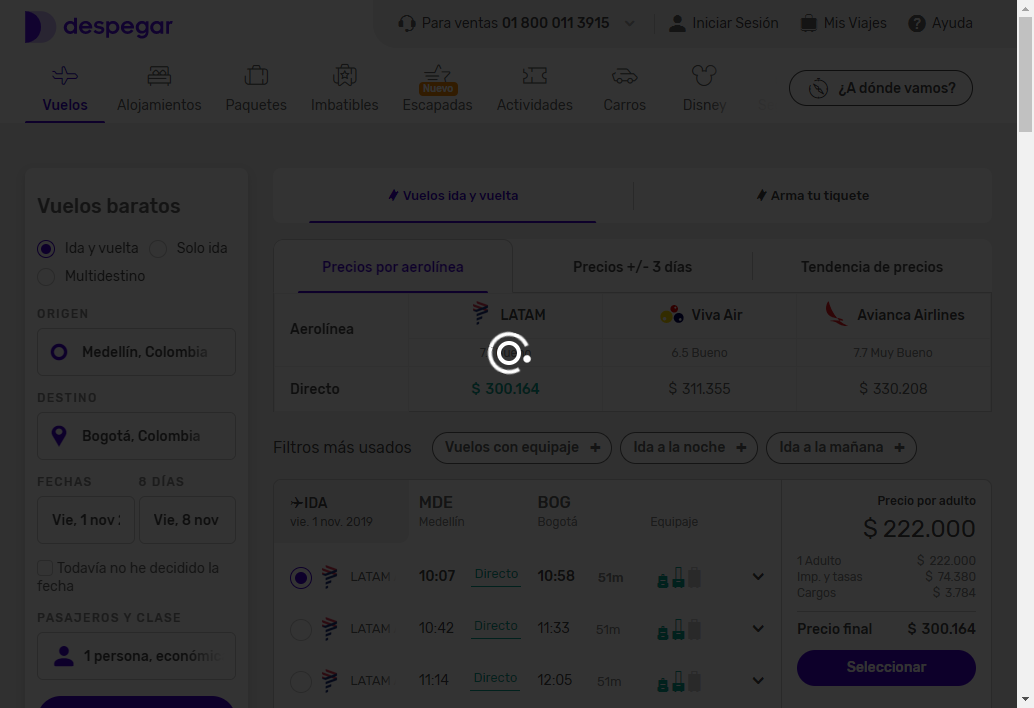 despegar
Para ventas 01 800 011 3915
Iniciar Sesión
Mis Viajes
Ayuda
Vuelos
Alojamientos
Paquetes
Imbatibles
Nuevo
Escapadas
Actividades
Carros
Disney
¿A dónde vamos?
Vuelos baratos
Ida y vuelta
Solo ida
Multidestino
ORIGEN
Medellín, Colombia
DESTINO
Bogotá, Colombia
FECHAS
8 DÍAS
Vie, 1 nov
Vie, 8 nov
Todavía no he decidido la
fecha
PASAJEROS Y CLASE
1 persona, económic
Vuelos ida y vuelta
Arma tu tiquete
Precios por aerolínea
Precios +/- 3 días
Tendencia de precios
Aerolínea
LATAM
Viva Air
Avianca Airlines
6.5 Bueno
7.7 Muy Bueno
Directo
$ 300.164
$ 311.355
$ 330.208
Filtros más usados
Vuelos con equipaje +
Ida a la noche +
Ida a la mañana +
IDA
MDE
BOG
vie. 1 nov. 2019
Medellín
Bogotá
Equipaje
LATAM
10:07
Directo
10:58
51m
LATAM
10:42
Directo
11:33
51m
LATAM
11:14
Directo
12:05
51m
Precio por adulto
$ 222.000
1 Adulto $ 222.000
Imp. y tasas $ 74.380
Cargos $ 3.784
Precio final $ 300.164
Seleccionar